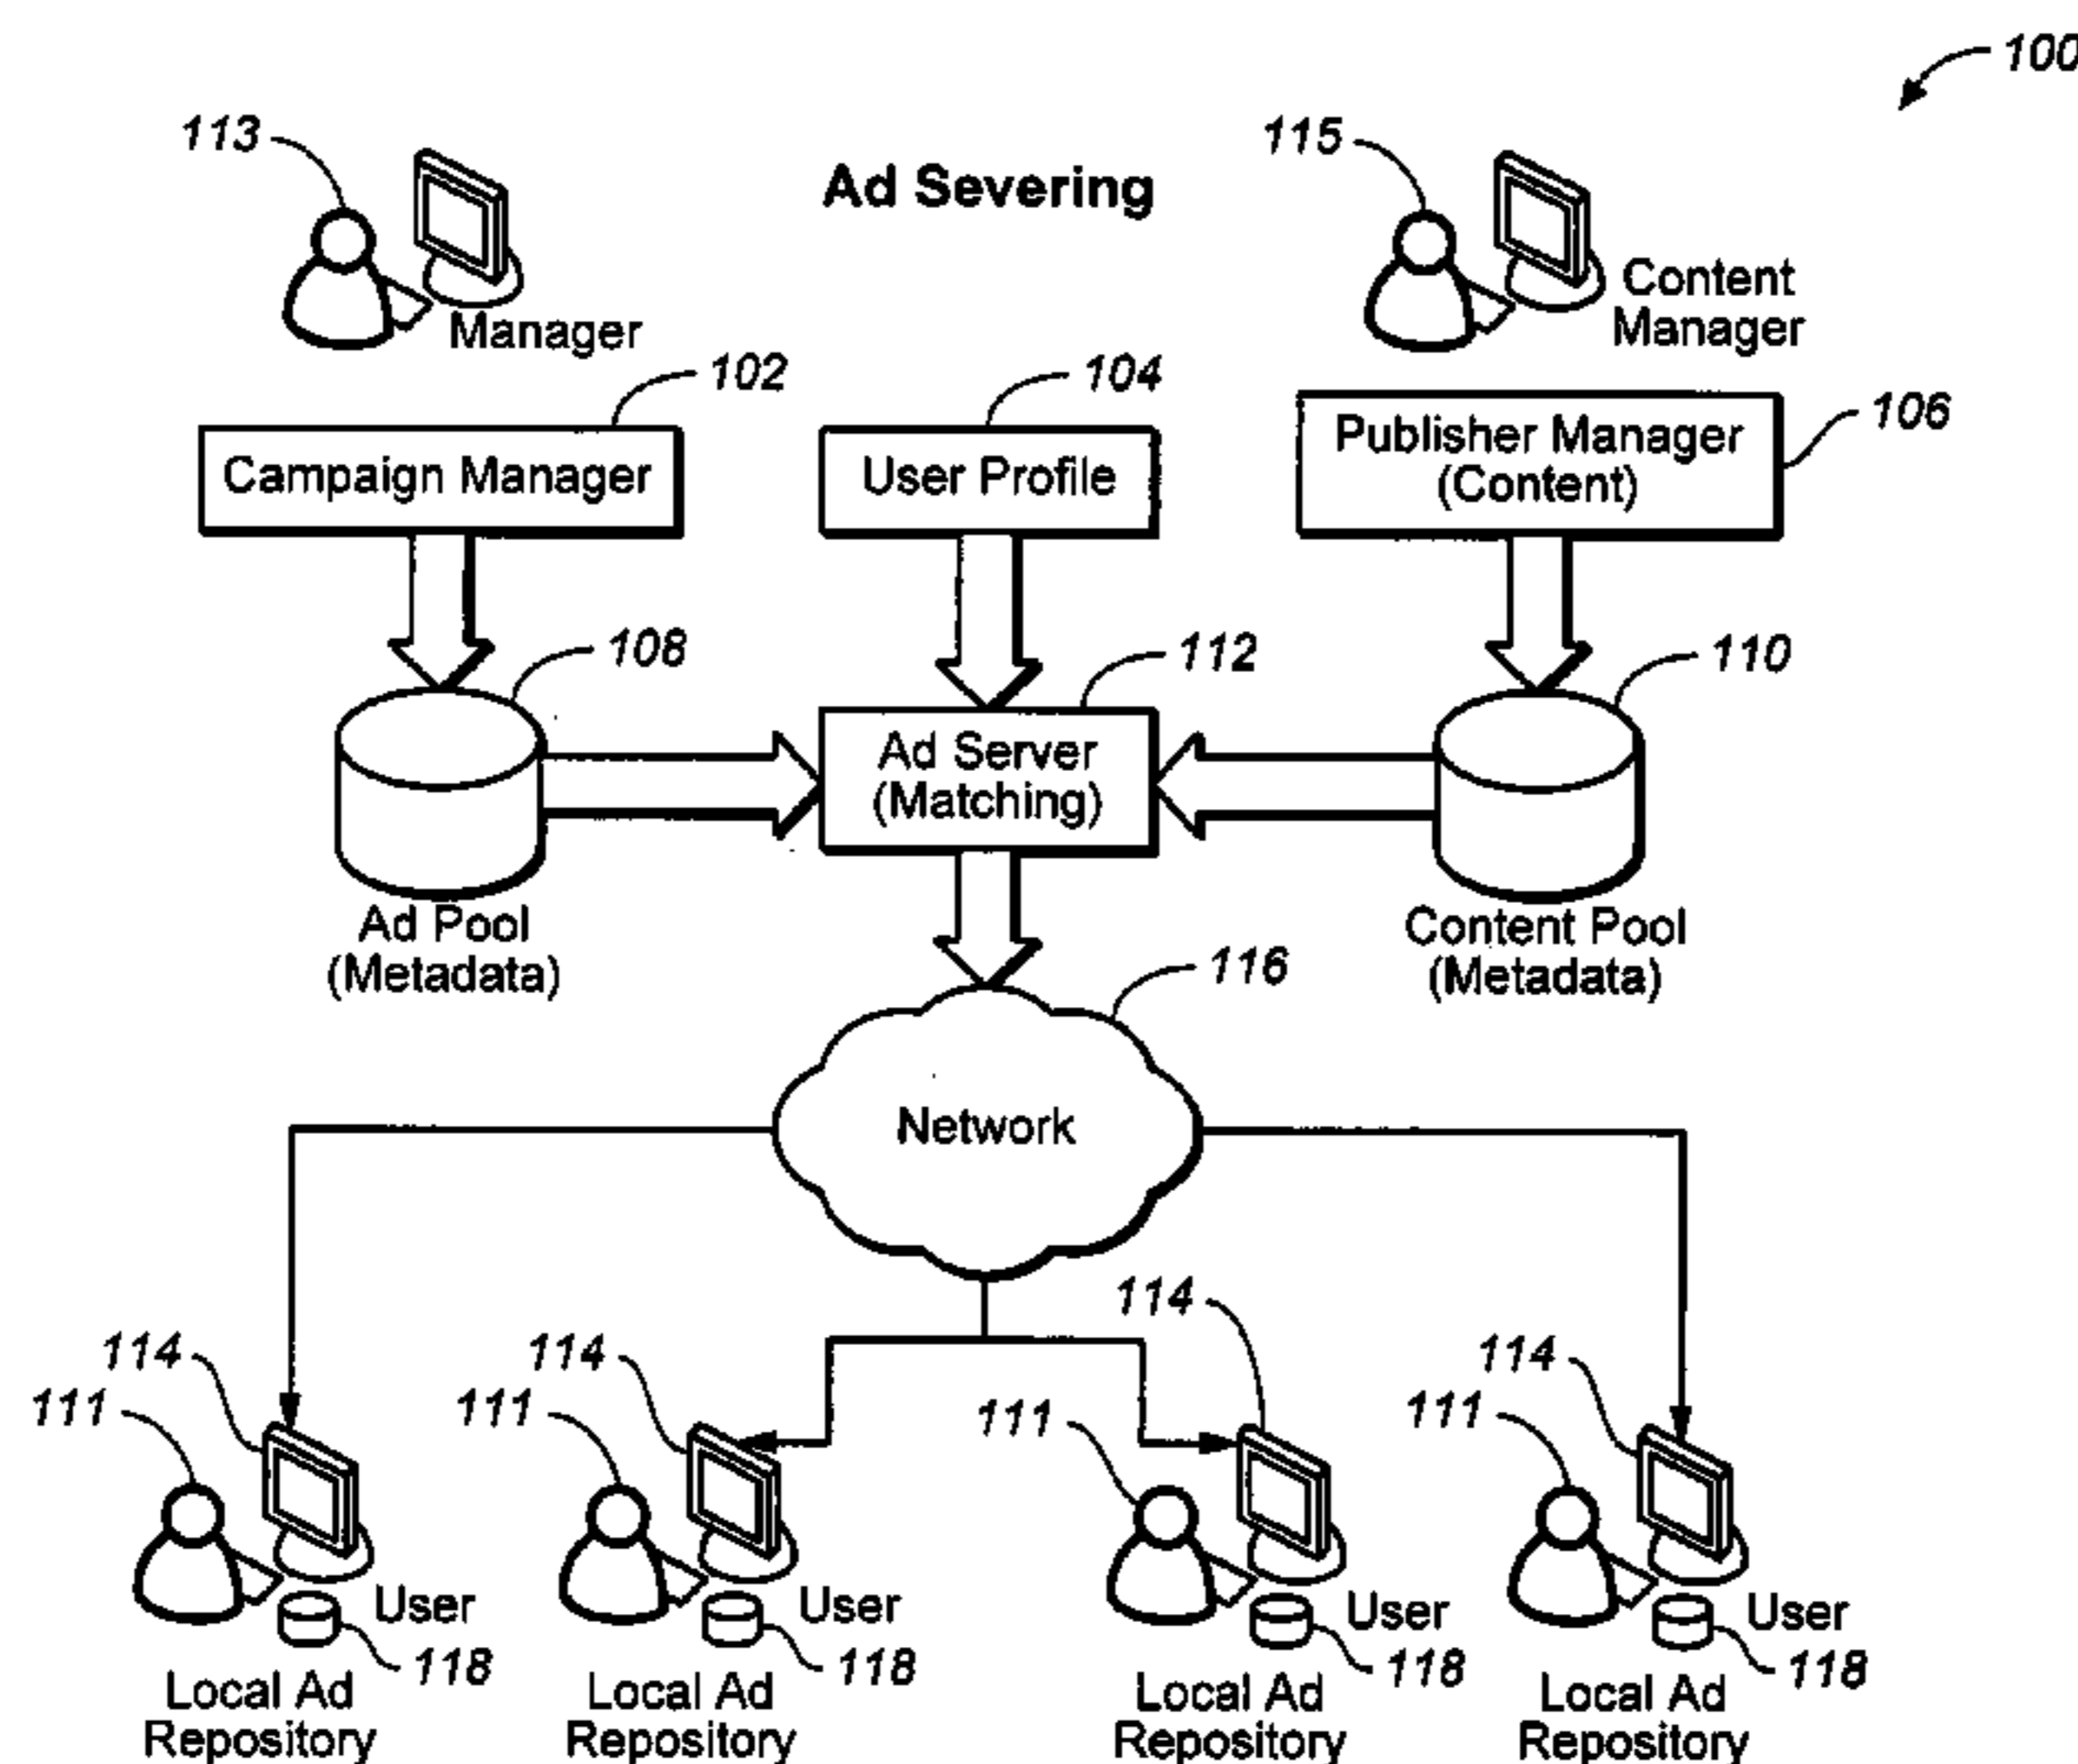 100
113
115
Ad Severing
Content
Manager
Manager
102
104
106
Campaign Manager
User Profile
Publisher Manager
(Content)
108
112
110
Ad Server
(Matching)
Ad Pool
(Metadata)
Content Pool
(Metadata)
116
Network
114
114
114
114
111
111
111
111
User
User
User
User
118
118
118
118
Local Ad
Repository
Local Ad
Repository
Local Ad
Repository
Local Ad
Repository